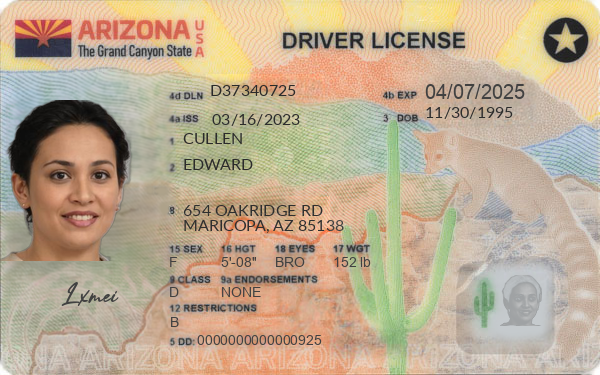 ARIZONA USA
The Grand Canyon State
DRIVER LICENSE
4d DLN D37340725
4b EXP 04/07/2025
4a ISS 03/16/2023
3 DOB 11/30/1995
1 CULLEN
2 EDWARD
8 654 OAKRIDGE RD
MARICOPA, AZ 85138
15 SEX 16 HGT 18 EYES 17 WGT
F 5'-08" BRO 152 lb
9 CLASS 9a ENDORSEMENTS
D NONE
12 RESTRICTIONS
B
5 DD: 0000000000000925
Lxmei
ARIZONA ARIZONA ARIZONA ARIZONA